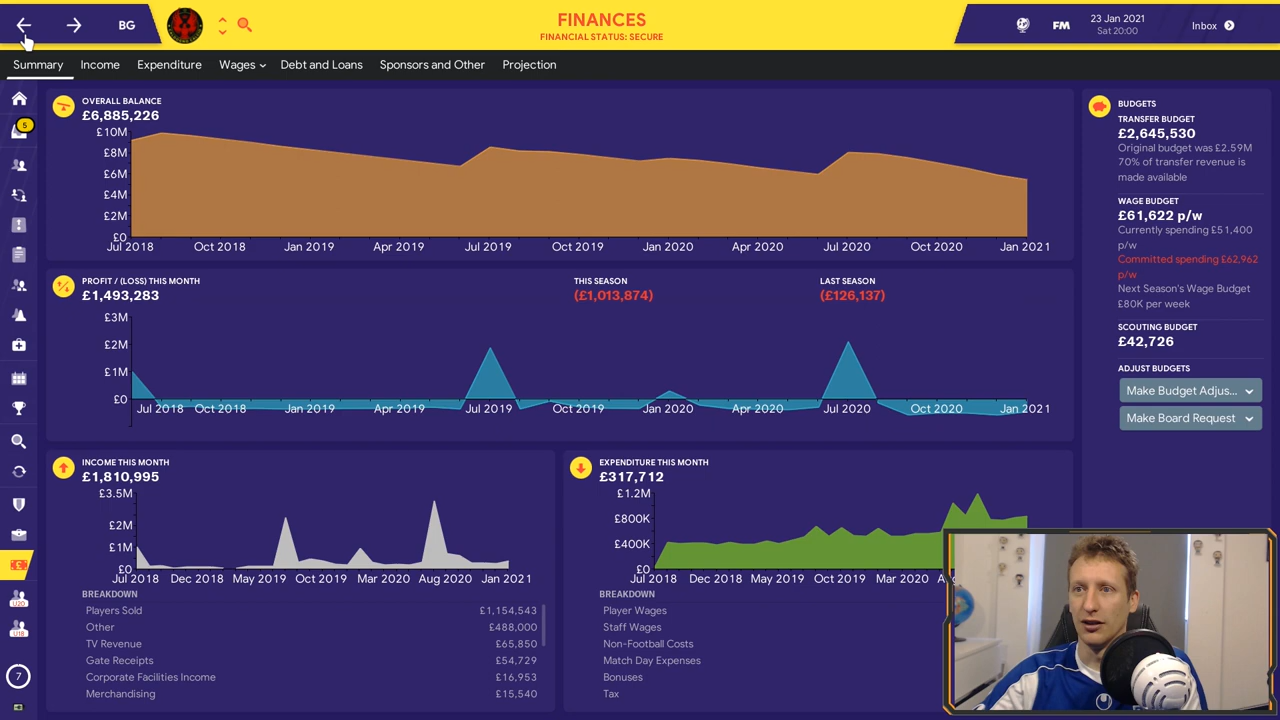 BG
FINANCES
FINANCIAL STATUS: SECURE
FM
23 Jan 2021
Sat 20:00
Inbox
Summary
Income
Expenditure
Wages
Debt and Loans
Sponsors and Other
Projection
5
U20
U18
7
OVERALL BALANCE
£6,885,226
£10M
£8M
£6M
£4M
£2M
£0
Jul 2018 Oct 2018 Jan 2019 Apr 2019 Jul 2019 Oct 2019 Jan 2020 Apr 2020 Jul 2020 Oct 2020 Jan 2021
PROFIT / (LOSS) THIS MONTH
£1,493,283
THIS SEASON
(£1,013,874)
LAST SEASON
(£126,137)
£3M
£2M
£1M
£0
Jul 2018 Oct 2018 Jan 2019 Apr 2019 Jul 2019 Oct 2019 Jan 2020 Apr 2020 Jul 2020 Oct 2020 Jan 2021
INCOME THIS MONTH
£1,810,995
£3.5M
£2M
£1M
£0
Jul 2018 Dec 2018 May 2019 Oct 2019 Mar 2020 Aug 2020 Jan 2021
BREAKDOWN
Players Sold £1,154,543
Other £488,000
TV Revenue £65,850
Gate Receipts £54,729
Corporate Facilities Income £16,953
Merchandising £15,540
EXPENDITURE THIS MONTH
£317,712
£1.2M
£800K
£400K
£0
Jul 2018 Dec 2018 May 2019 Oct 2019 Mar 2020
BREAKDOWN
Player Wages
Staff Wages
Non-Football Costs
Match Day Expenses
Bonuses
Tax
BUDGETS
TRANSFER BUDGET
£2,645,530
Original budget was £2.59M
70% of transfer revenue is
made available
WAGE BUDGET
£61,622 p/w
Currently spending £51,400
p/w
Committed spending £62,962
p/w
Next Season's Wage Budget
£80K per week
SCOUTING BUDGET
£42,726
ADJUST BUDGETS
Make Budget Adjus...
Make Board Request